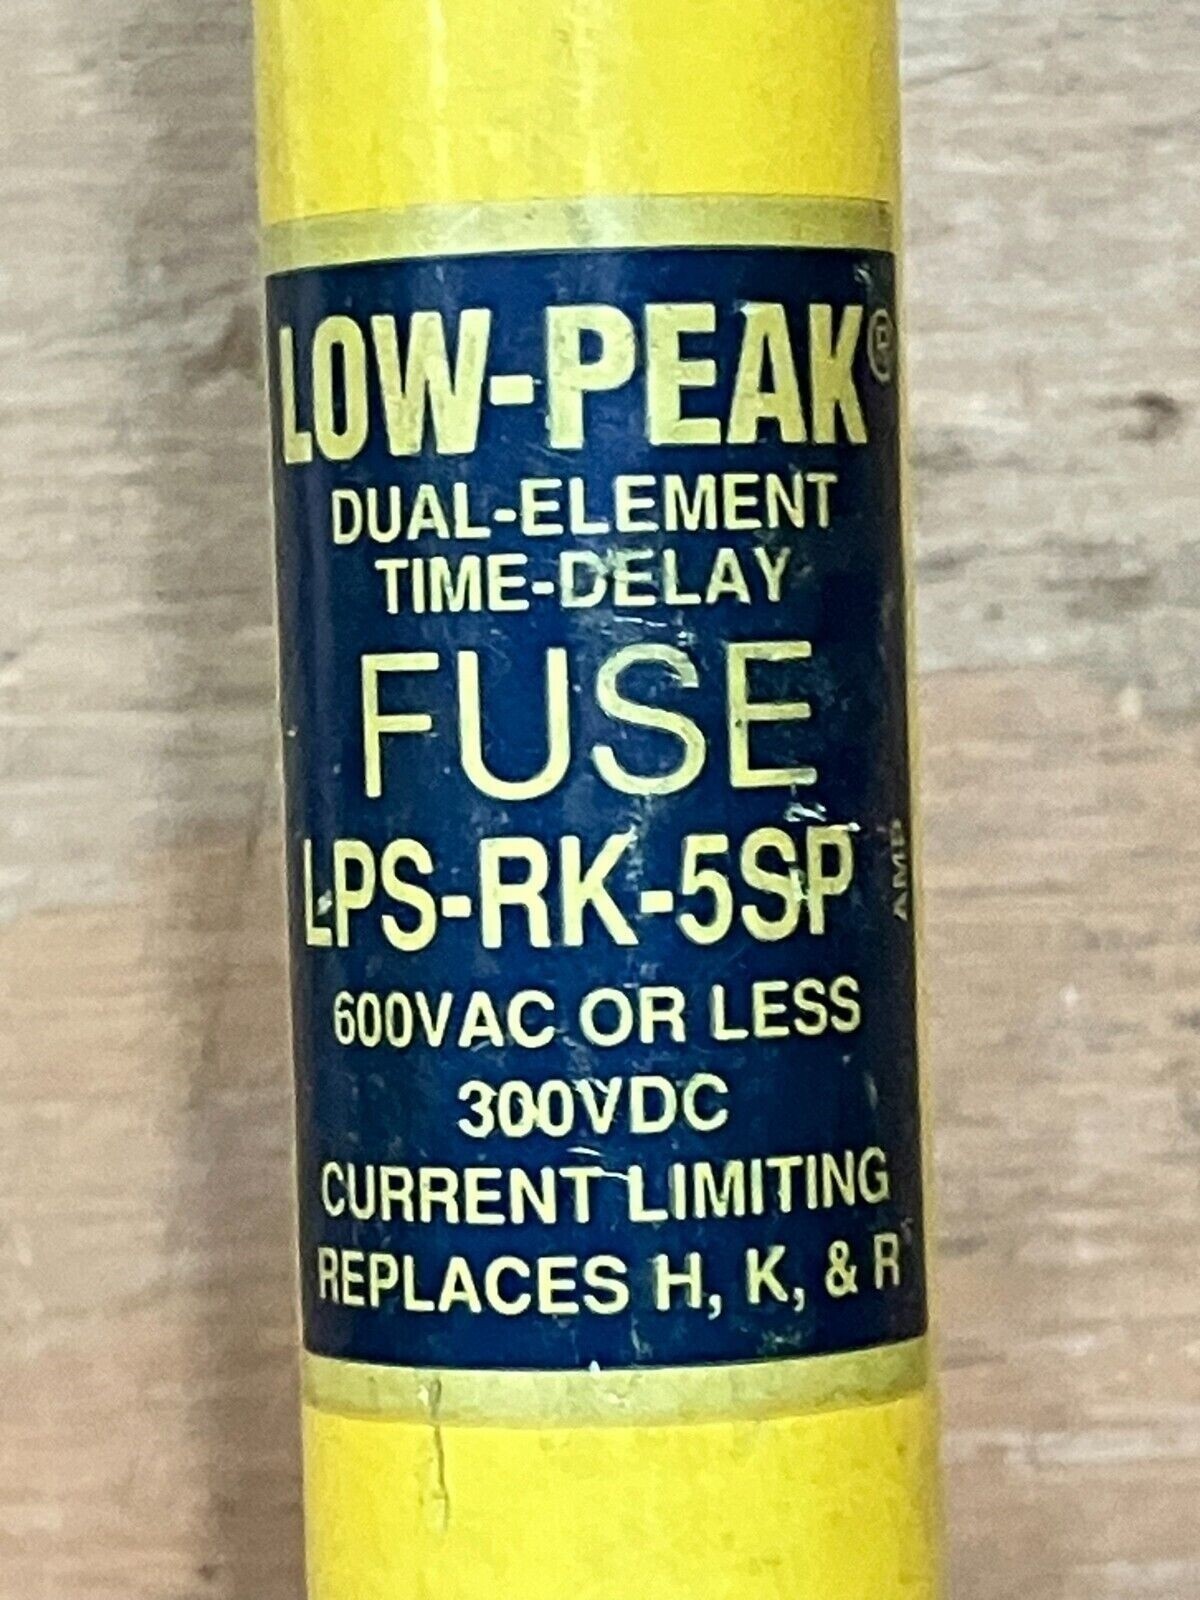 LOW-PEAK®
DUAL-ELEMENT
TIME-DELAY
FUSE
LPS-RK-5SP
AMP
600VAC OR LESS
300VDC
CURRENT LIMITING
REPLACES H, K, & R